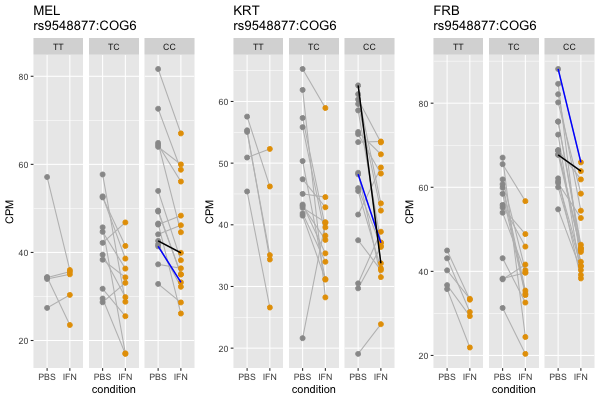 MEL
rs9548877:COG6
TT TC CC
CPM
80
60
40
20
PBS IFN PBS IFN PBS IFN
condition
KRT
rs9548877:COG6
TT TC CC
CPM
60
50
40
30
20
PBS IFN PBS IFN PBS IFN
condition
FRB
rs9548877:COG6
TT TC CC
CPM
80
60
40
20
PBS IFN PBS IFN PBS IFN
condition